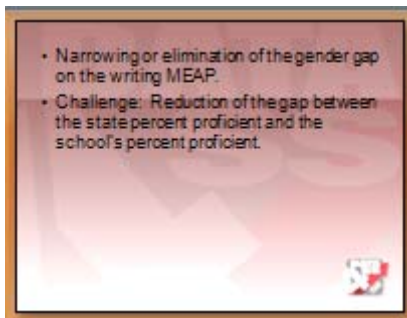 • Narrowing or elimination of the gender gap
on the writing MEAP.
• Challenge: Reduction of the gap between
the state percent proficient and the
school's percent proficient.